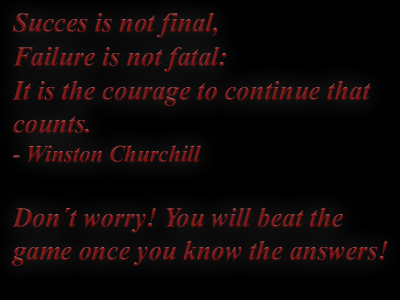 Succes is not final,
Failure is not fatal:
It is the courage to continue that
counts.
- Winston Churchill
Don´t worry! You will beat the
game once you know the answers!